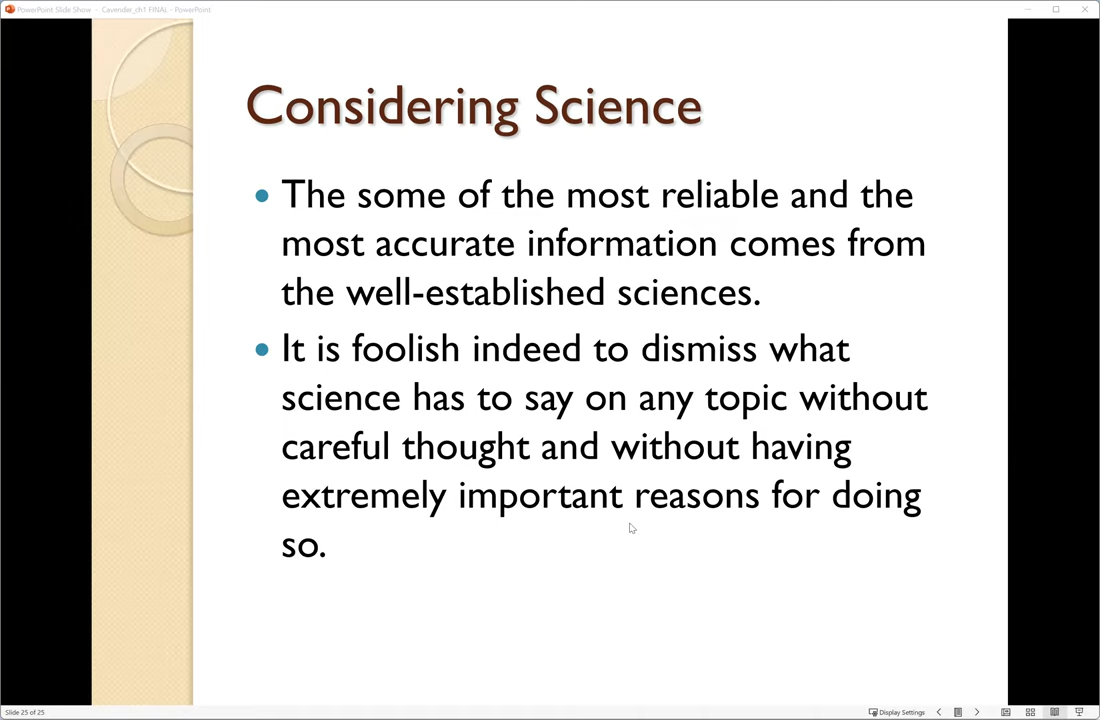 PowerPoint Slide Show - Cavender_ch1 FINAL - PowerPoint
Considering Science
• The some of the most reliable and the
most accurate information comes from
the well-established sciences.
• It is foolish indeed to dismiss what
science has to say on any topic without
careful thought and without having
extremely important reasons for doing
so.
Slide 25 of 25
Display Settings